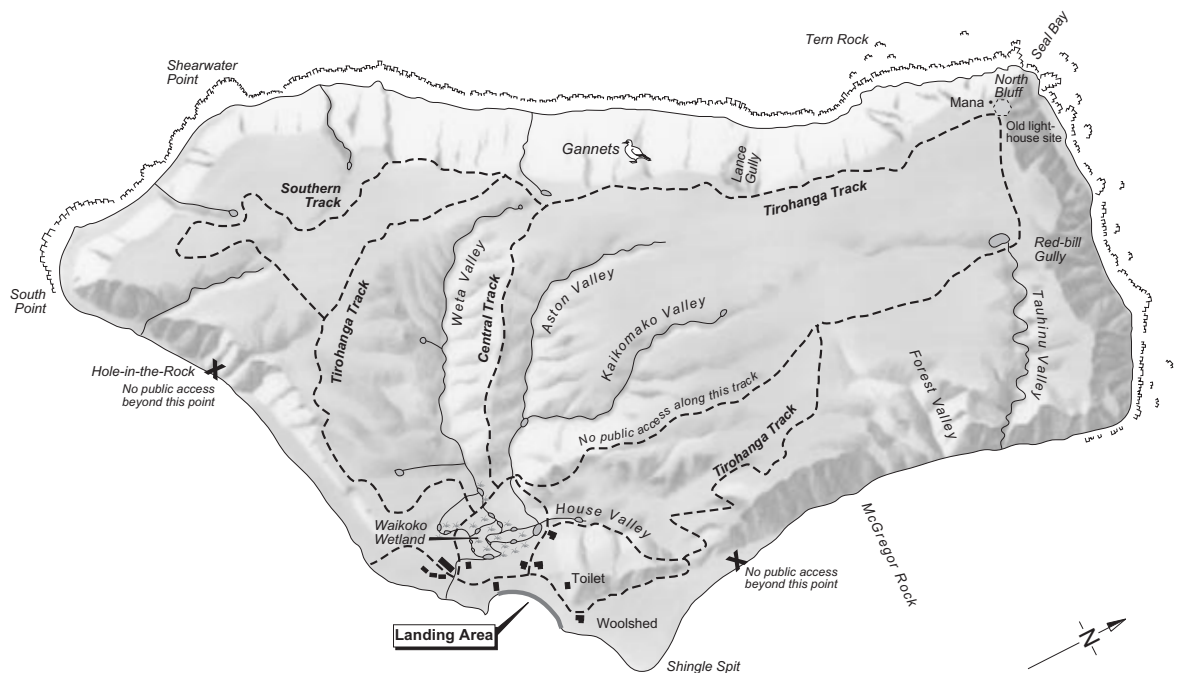 Tern Rock
Seal Bay
Shearwater
Point
North
Bluff
Mana
Old light-
house site
Gannets
Lance
Gully
Southern
Track
Tirohanga Track
Red-bill
Gully
South
Point
Weta Valley
Central Track
Aston Valley
Kaikomako Valley
Tirohanga Track
Tauhinu Valley
Forest Valley
Hole-in-the-Rock
X
No public access
beyond this point
No public access along this track
Tirohanga Track
House Valley
McGregor Rock
Waikoko
Wetland
X
No public access
beyond this point
Toilet
Woolshed
Landing Area
Shingle Spit
N